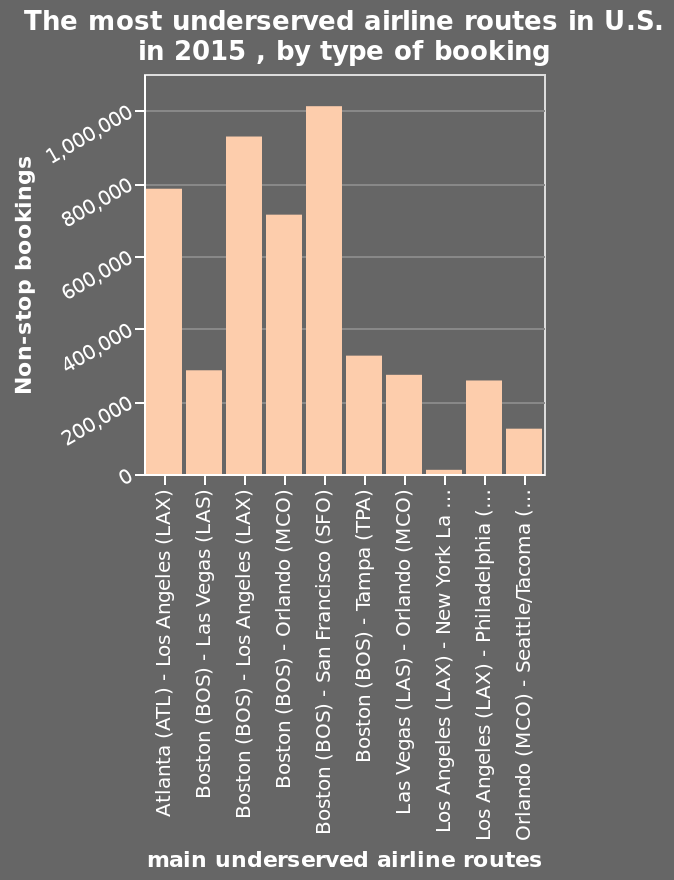 The most underserved airline routes in U.S.
in 2015 , by type of booking
Non-stop bookings
1,000,000
800,000
600,000
400,000
200,000
0
Atlanta (ATL) - Los Angeles (LAX)
Boston (BOS) - Las Vegas (LAS)
Boston (BOS) - Los Angeles (LAX)
Boston (BOS) - Orlando (MCO)
Boston (BOS) - San Francisco (SFO)
Boston (BOS) - Tampa (TPA)
Las Vegas (LAS) - Orlando (MCO)
Los Angeles (LAX) - New York La ...
Los Angeles (LAX) - Philadelphia (...
Orlando (MCO) - Seattle/Tacoma (...
main underserved airline routes